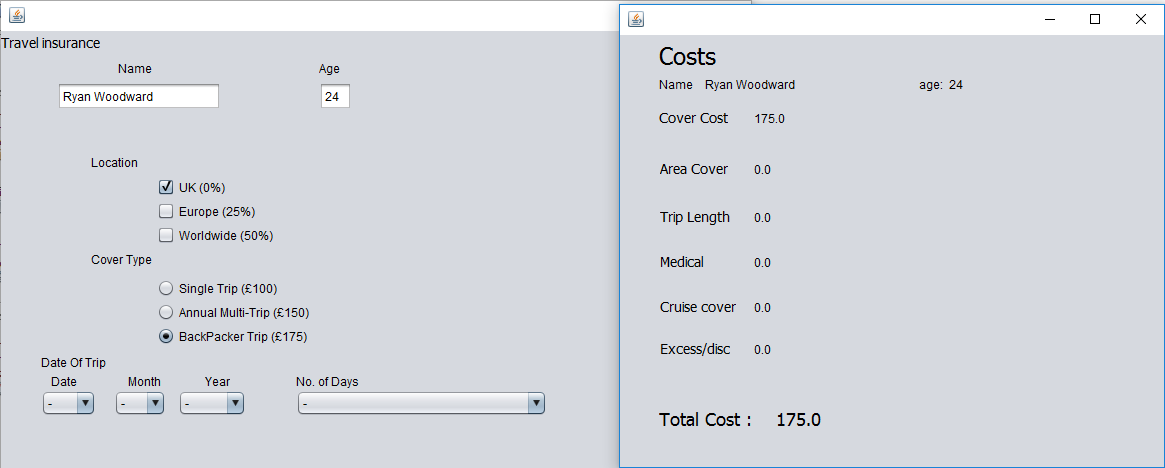 Travel insurance
Name Age
Ryan Woodward 24
Location
UK (0%)
Europe (25%)
Worldwide (50%)
Cover Type
Single Trip (£100)
Annual Multi-Trip (£150)
BackPacker Trip (£175)
Date Of Trip
Date Month Year No. of Days
- - - -
Costs
Name Ryan Woodward age: 24
Cover Cost 175.0
Area Cover 0.0
Trip Length 0.0
Medical 0.0
Cruise cover 0.0
Excess/disc 0.0
Total Cost : 175.0